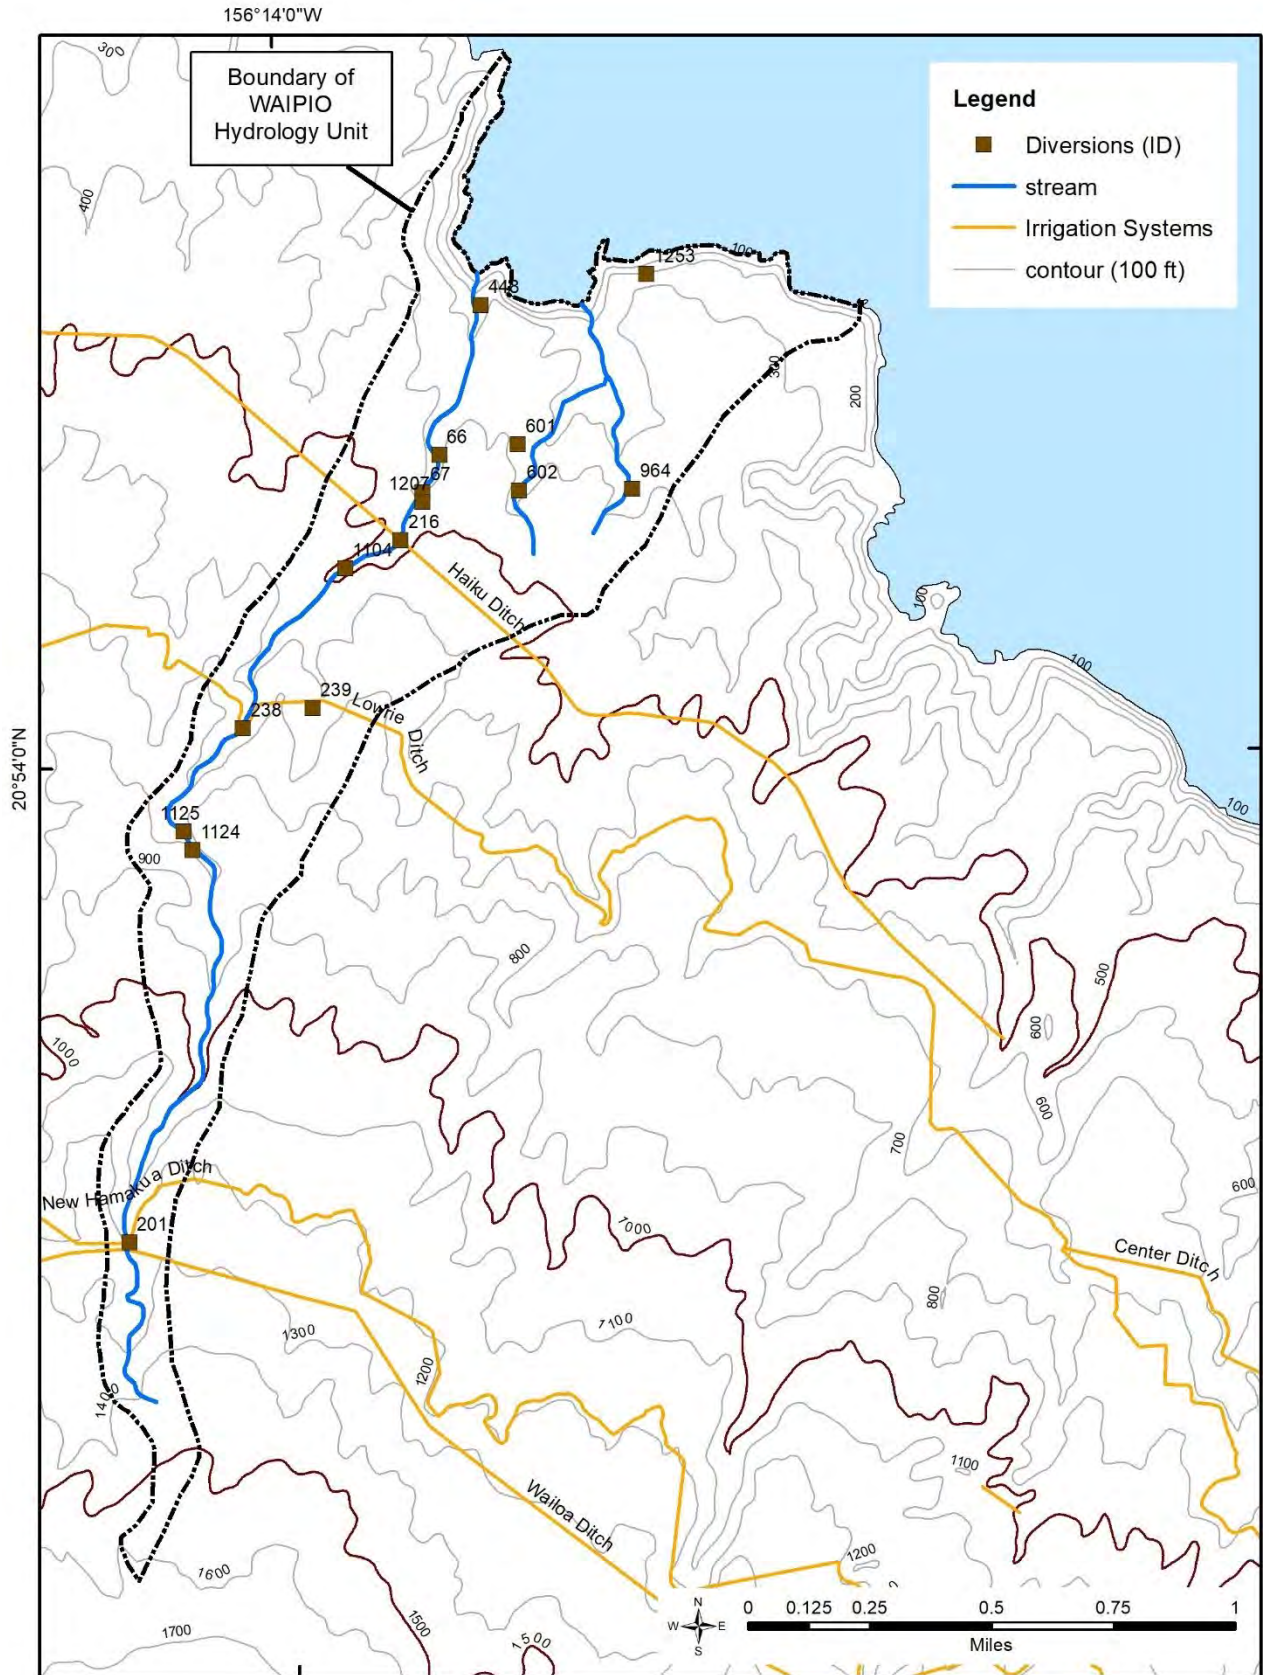 156°14'0"W
300
Boundary of
WAIPIO
Hydrology Unit
Legend
Diversions (ID)
stream
Irrigation Systems
contour (100 ft)
400
100
1253
448
300
200
601
66
67
602
964
1207
216
1104
Haiku Ditch
100
100
239
Lowrie
Ditch
238
20°54'0"N
100
1125
1124
900
800
500
1000
600
600
700
600
New Hamakua Ditch
201
1000
Center Ditch
800
1300
1100
1200
1400
1100
Wailoa Ditch
1200
1600
1500
1700
1500
N
W
E
S
0 0.125 0.25 0.5 0.75 1
Miles